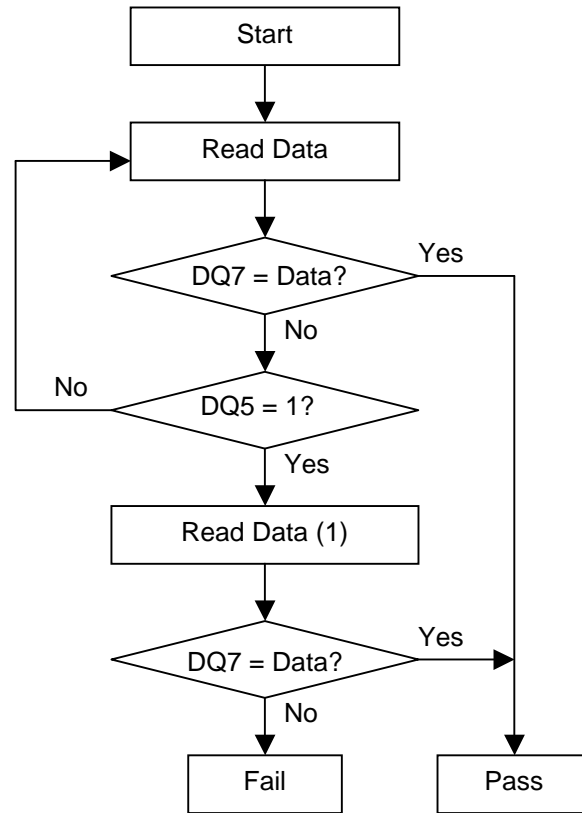 Start
Read Data
DQ7 = Data?
Yes
No
No
DQ5 = 1?
Yes
Read Data (1)
DQ7 = Data?
Yes
No
Fail
Pass